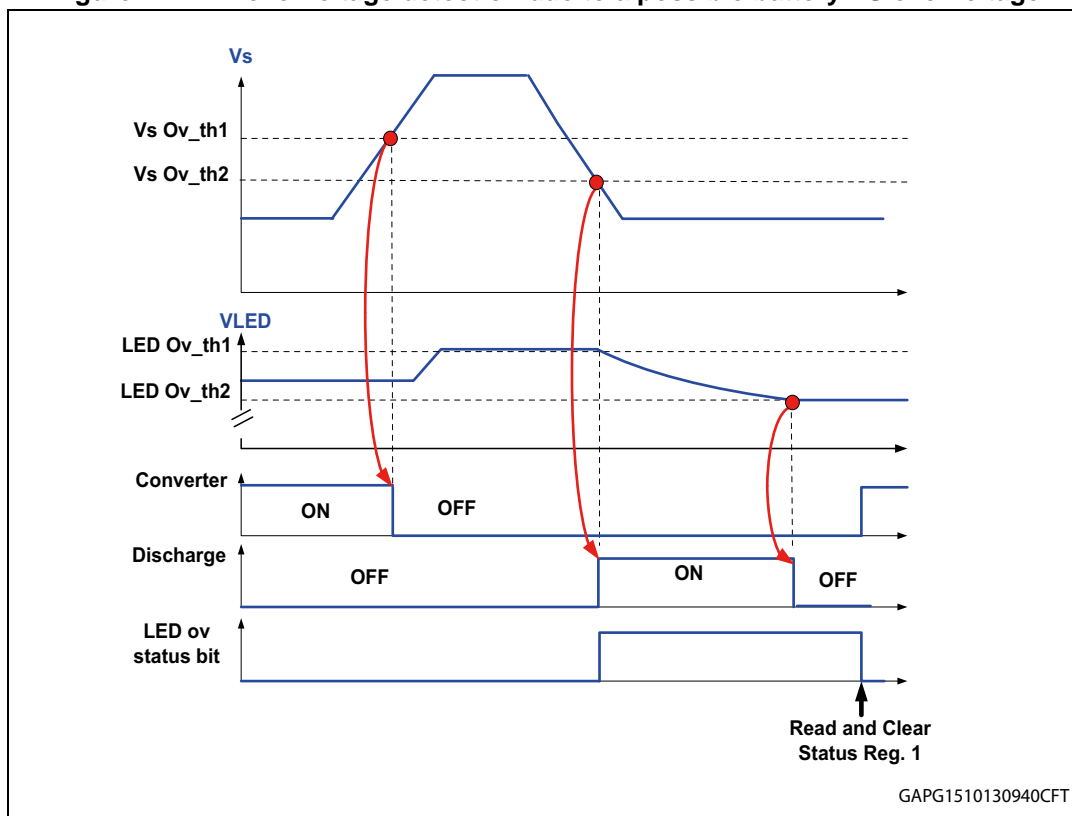 Vs
Vs Ov_th1
Vs Ov_th2
VLED
LED Ov_th1
LED Ov_th2
Converter
ON
OFF
Discharge
OFF
ON
OFF
LED ov
status bit
Read and Clear
Status Reg. 1
GAPG1510130940CFT